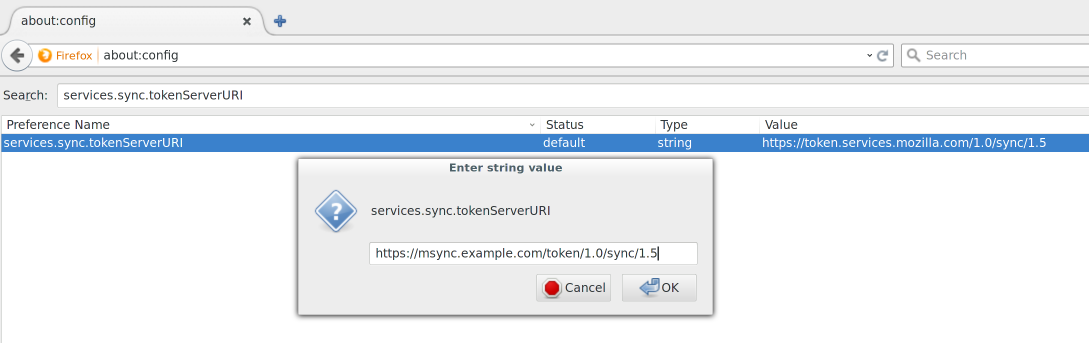 about:config
Firefox about:config Search
Search: services.sync.tokenServerURI
Preference Name Status Type Value
services.sync.tokenServerURI default string https://token.services.mozilla.com/1.0/sync/1.5
Enter string value
services.sync.tokenServerURI
https://msync.example.com/token/1.0/sync/1.5
Cancel OK